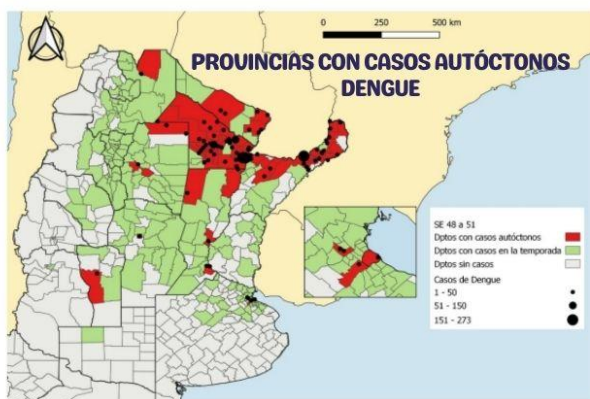 0 250 500 km
PROVINCIAS CON CASOS AUTÓCTONOS
DENGUE
SE 48 a 51
Dptos con casos autóctonos
Dptos con casos en la temporada
Dptos sin casos
Casos de Dengue
1 - 50
51 - 150
151 - 273